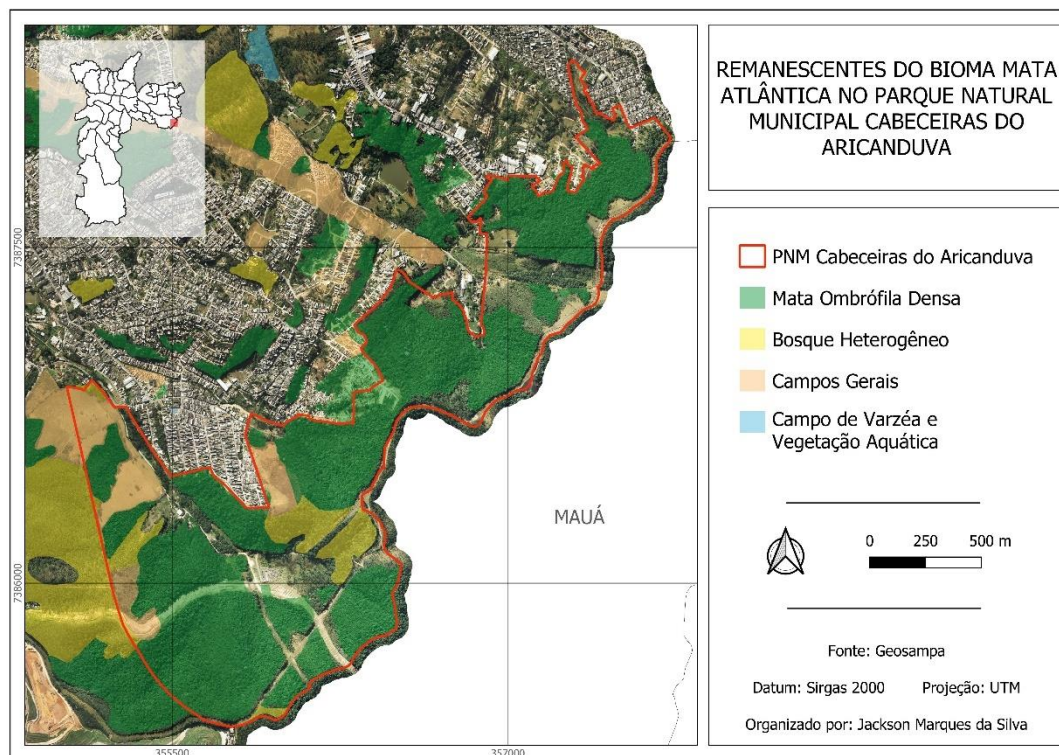 REMANESCENTES DO BIOMA MATA
ATLÂNTICA NO PARQUE NATURAL
MUNICIPAL CABECEIRAS DO
ARICANDUVA
PNM Cabeceiras do Aricanduva
Mata Ombrófila Densa
Bosque Heterogêneo
Campos Gerais
Campo de Varzéa e
Vegetação Aquática
0 250 500 m
Fonte: Geosampa
Datum: Sirgas 2000 Projeção: UTM
Organizado por: Jackson Marques da Silva
MAUÁ
7387500
7386000
355500
357000